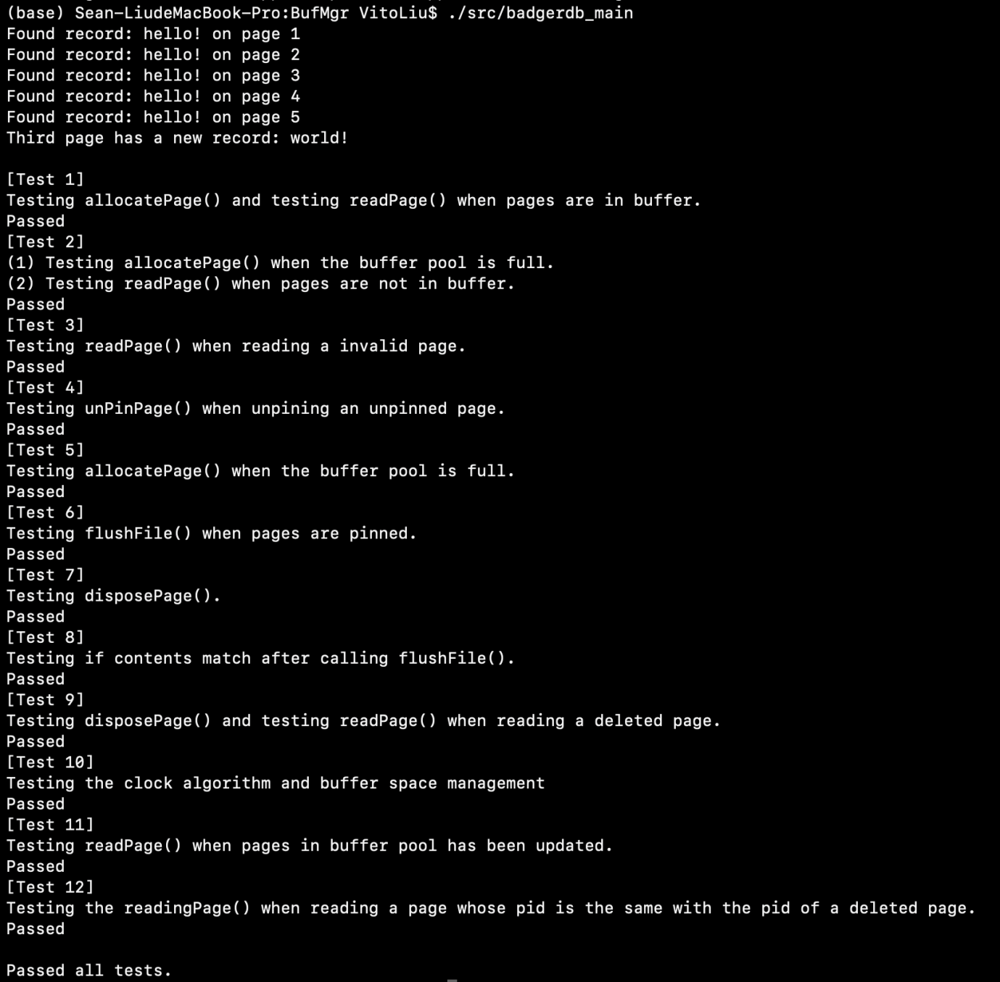 (base) Sean-LiudeMacBook-Pro:BufMgr VitoLiu$ ./src/badgerdb_main
Found record: hello! on page 1
Found record: hello! on page 2
Found record: hello! on page 3
Found record: hello! on page 4
Found record: hello! on page 5
Third page has a new record: world!
[Test 1]
Testing allocatePage() and testing readPage() when pages are in buffer.
Passed
[Test 2]
(1) Testing allocatePage() when the buffer pool is full.
(2) Testing readPage() when pages are not in buffer.
Passed
[Test 3]
Testing readPage() when reading a invalid page.
Passed
[Test 4]
Testing unPinPage() when unpining an unpinned page.
Passed
[Test 5]
Testing allocatePage() when the buffer pool is full.
Passed
[Test 6]
Testing flushFile() when pages are pinned.
Passed
[Test 7]
Testing disposePage().
Passed
[Test 8]
Testing if contents match after calling flushFile().
Passed
[Test 9]
Testing disposePage() and testing readPage() when reading a deleted page.
Passed
[Test 10]
Testing the clock algorithm and buffer space management
Passed
[Test 11]
Testing readPage() when pages in buffer pool has been updated.
Passed
[Test 12]
Testing the readingPage() when reading a page whose pid is the same with the pid of a deleted page.
Passed
Passed all tests.